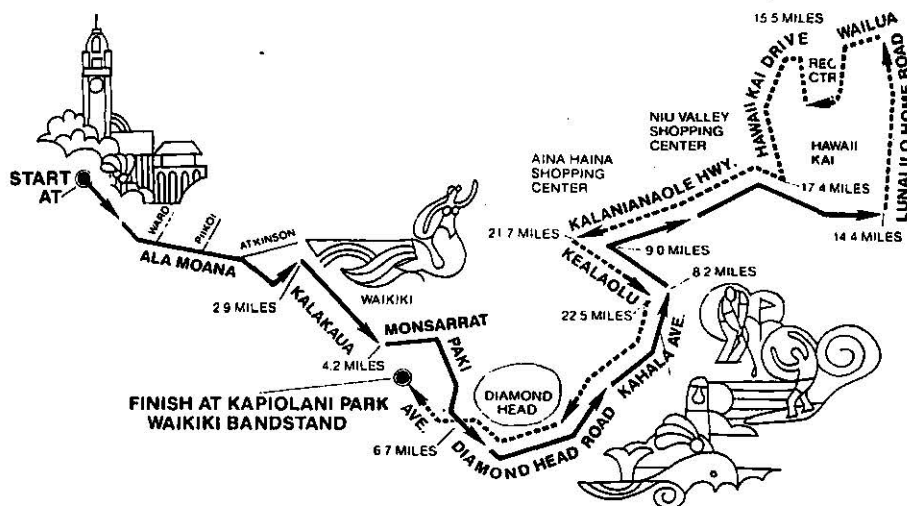 START
AT
WARD
PIIKOI
ALA MOANA
ATKINSON
2.9 MILES
KALAKAUA
WAIKIKI
4.2 MILES
MONSARRAT
PAKI
FINISH AT KAPIOLANI PARK
WAIKIKI BANDSTAND
AVE.
6.7 MILES
DIAMOND
HEAD
DIAMOND HEAD ROAD
KAHALA AVE.
8.2 MILES
9.0 MILES
22.5 MILES
KEALAOLU
21.7 MILES
KALANIANAOLE HWY.
AINA HAINA
SHOPPING
CENTER
NIU VALLEY
SHOPPING
CENTER
HAWAII KAI DRIVE
15.5 MILES
WAILUA
REC
CTR
HAWAII
KAI
17.4 MILES
14.4 MILES
LUNALILO HOME ROAD